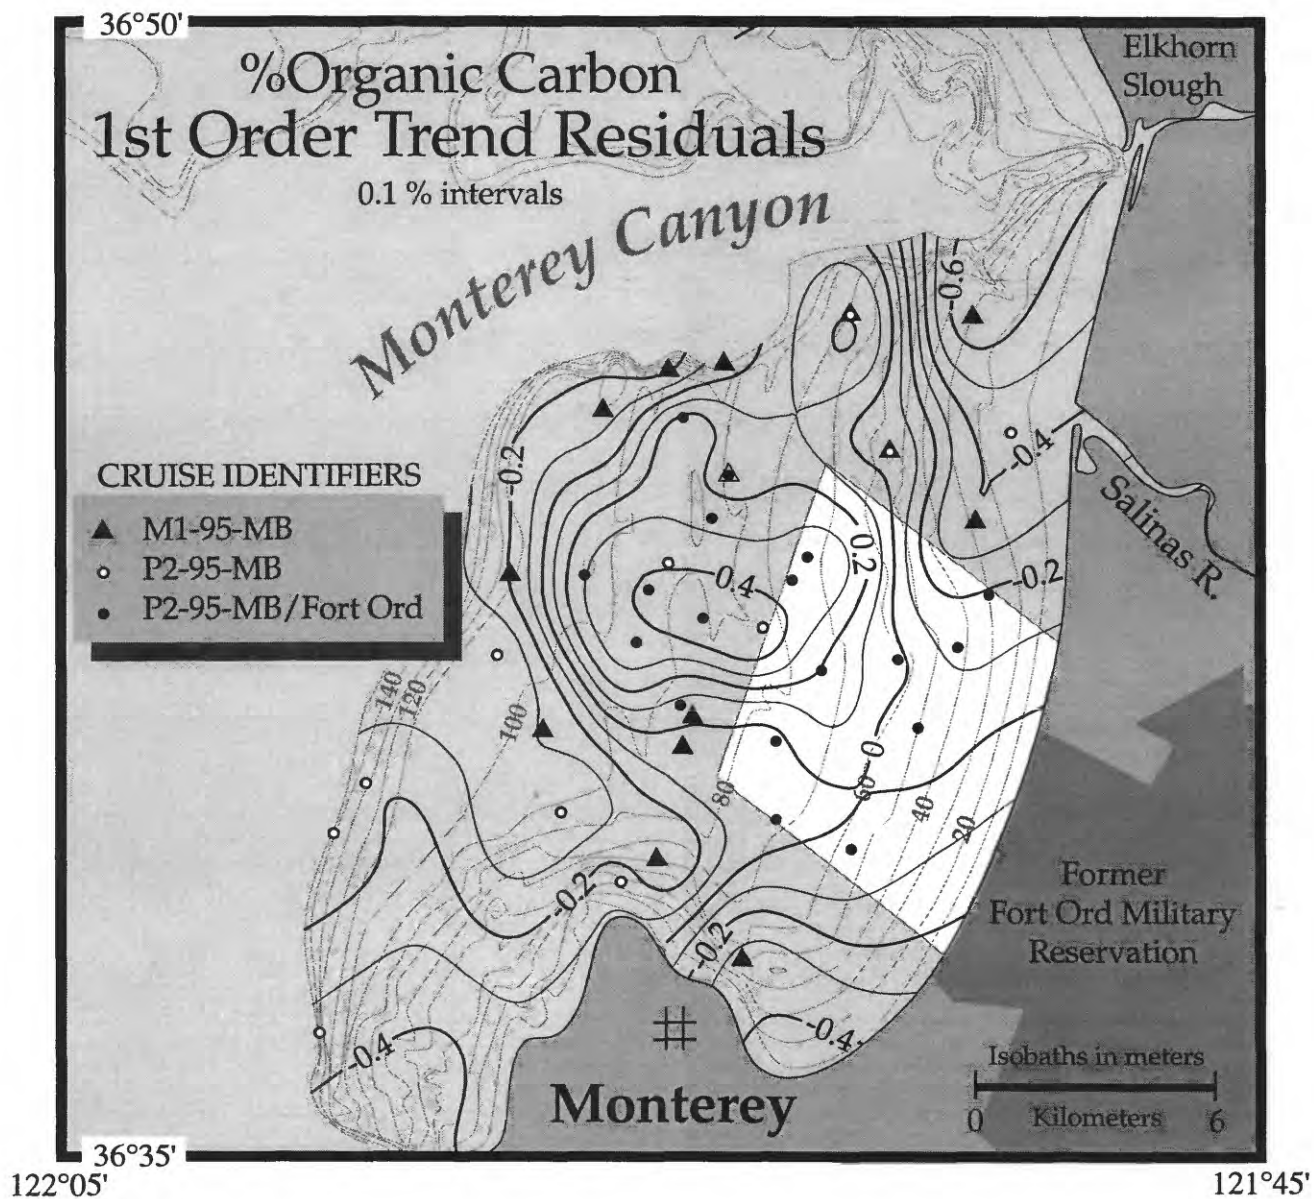 36°50'
%Organic Carbon
1st Order Trend Residuals
0.1 % intervals
Elkhorn
Slough
Monterey Canyon
-0.6
-0.4
-0.2
Salinas R.
CRUISE IDENTIFIERS
M1-95-MB
P2-95-MB
P2-95-MB/Fort Ord
0.2
0.4
-0.2
140
120
100
80
0
60
40
20
-0.2
-0.2
-0.4
-0.4
Former
Fort Ord Military
Reservation
Monterey
Isobaths in meters
0 Kilometers 6
36°35'
122°05'
121°45'